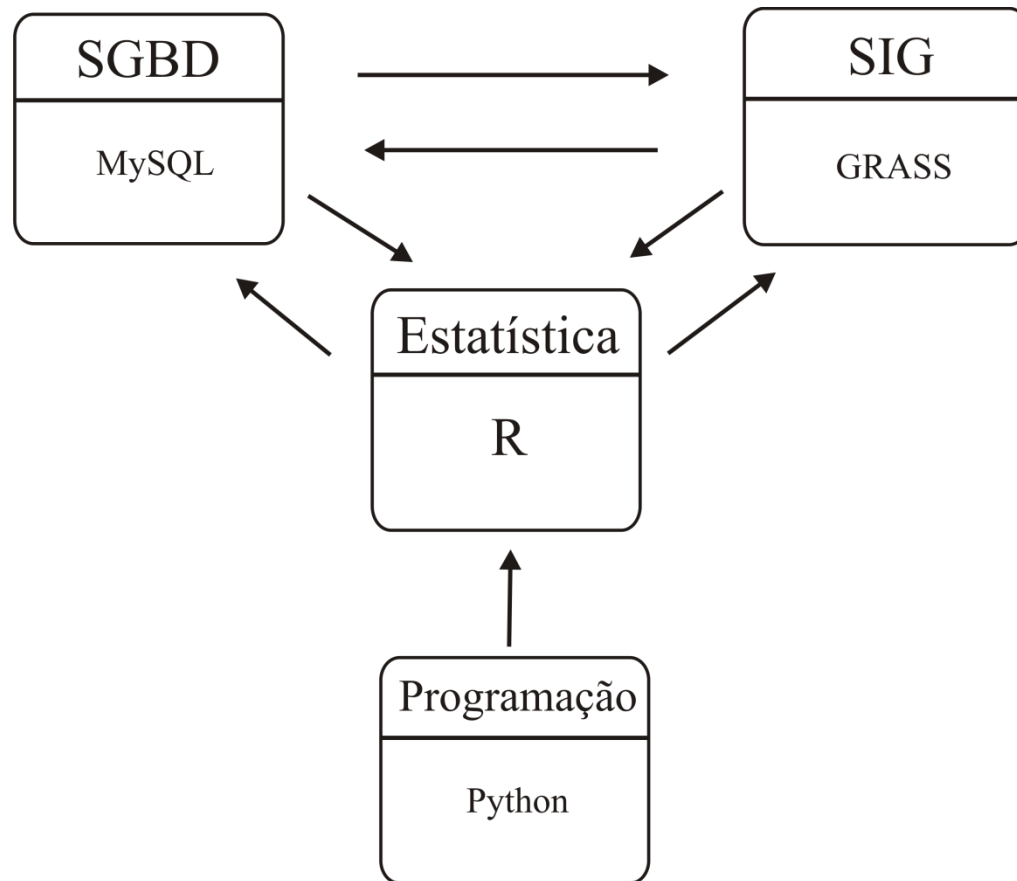 SGBD
MySQL
SIG
GRASS
Estatística
R
Programação
Python